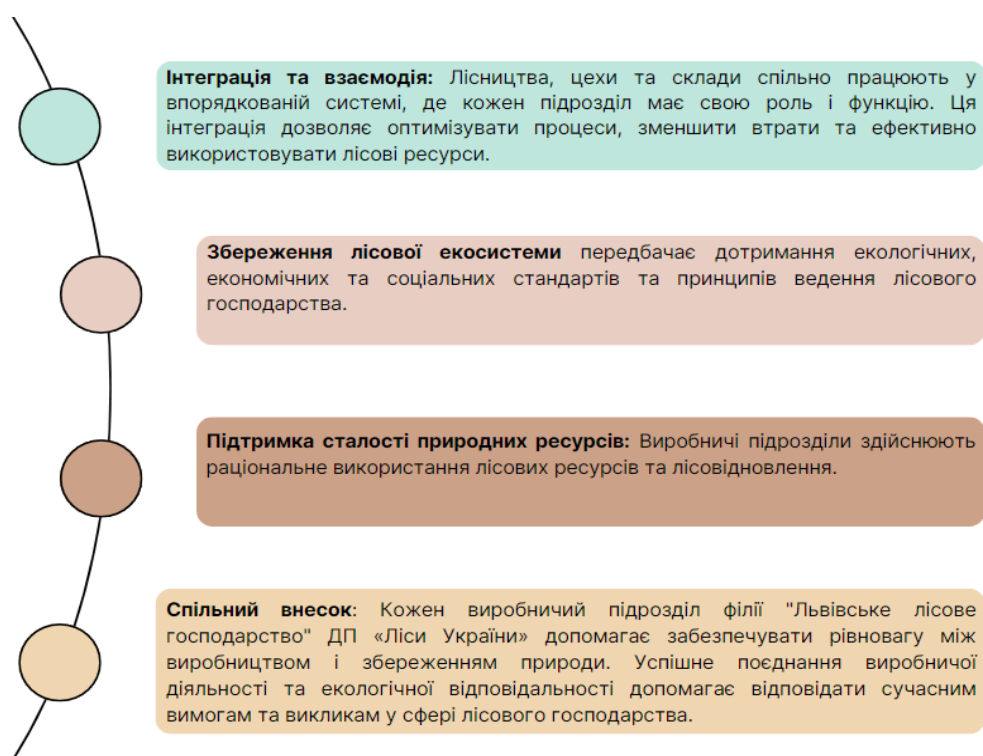 Інтеграція та взаємодія: Лісництва, цехи та склади спільно працюють у
впорядкованій системі, де кожен підрозділ має свою роль і функцію. Ця
інтеграція дозволяє оптимізувати процеси, зменшити втрати та ефективно
використовувати лісові ресурси.
Збереження лісової екосистеми передбачає дотримання екологічних,
економічних та соціальних стандартів та принципів ведення лісового
господарства.
Підтримка сталості природних ресурсів: Виробничі підрозділи здійснюють
раціональне використання лісових ресурсів та лісовідновлення.
Спільний внесок: Кожен виробничий підрозділ філії "Львівське лісове
господарство" ДП «Ліси України» допомагає забезпечувати рівновагу між
виробництвом і збереженням природи. Успішне поєднання виробничої
діяльності та екологічної відповідальності допомагає відповідати сучасним
вимогам та викликам у сфері лісового господарства.